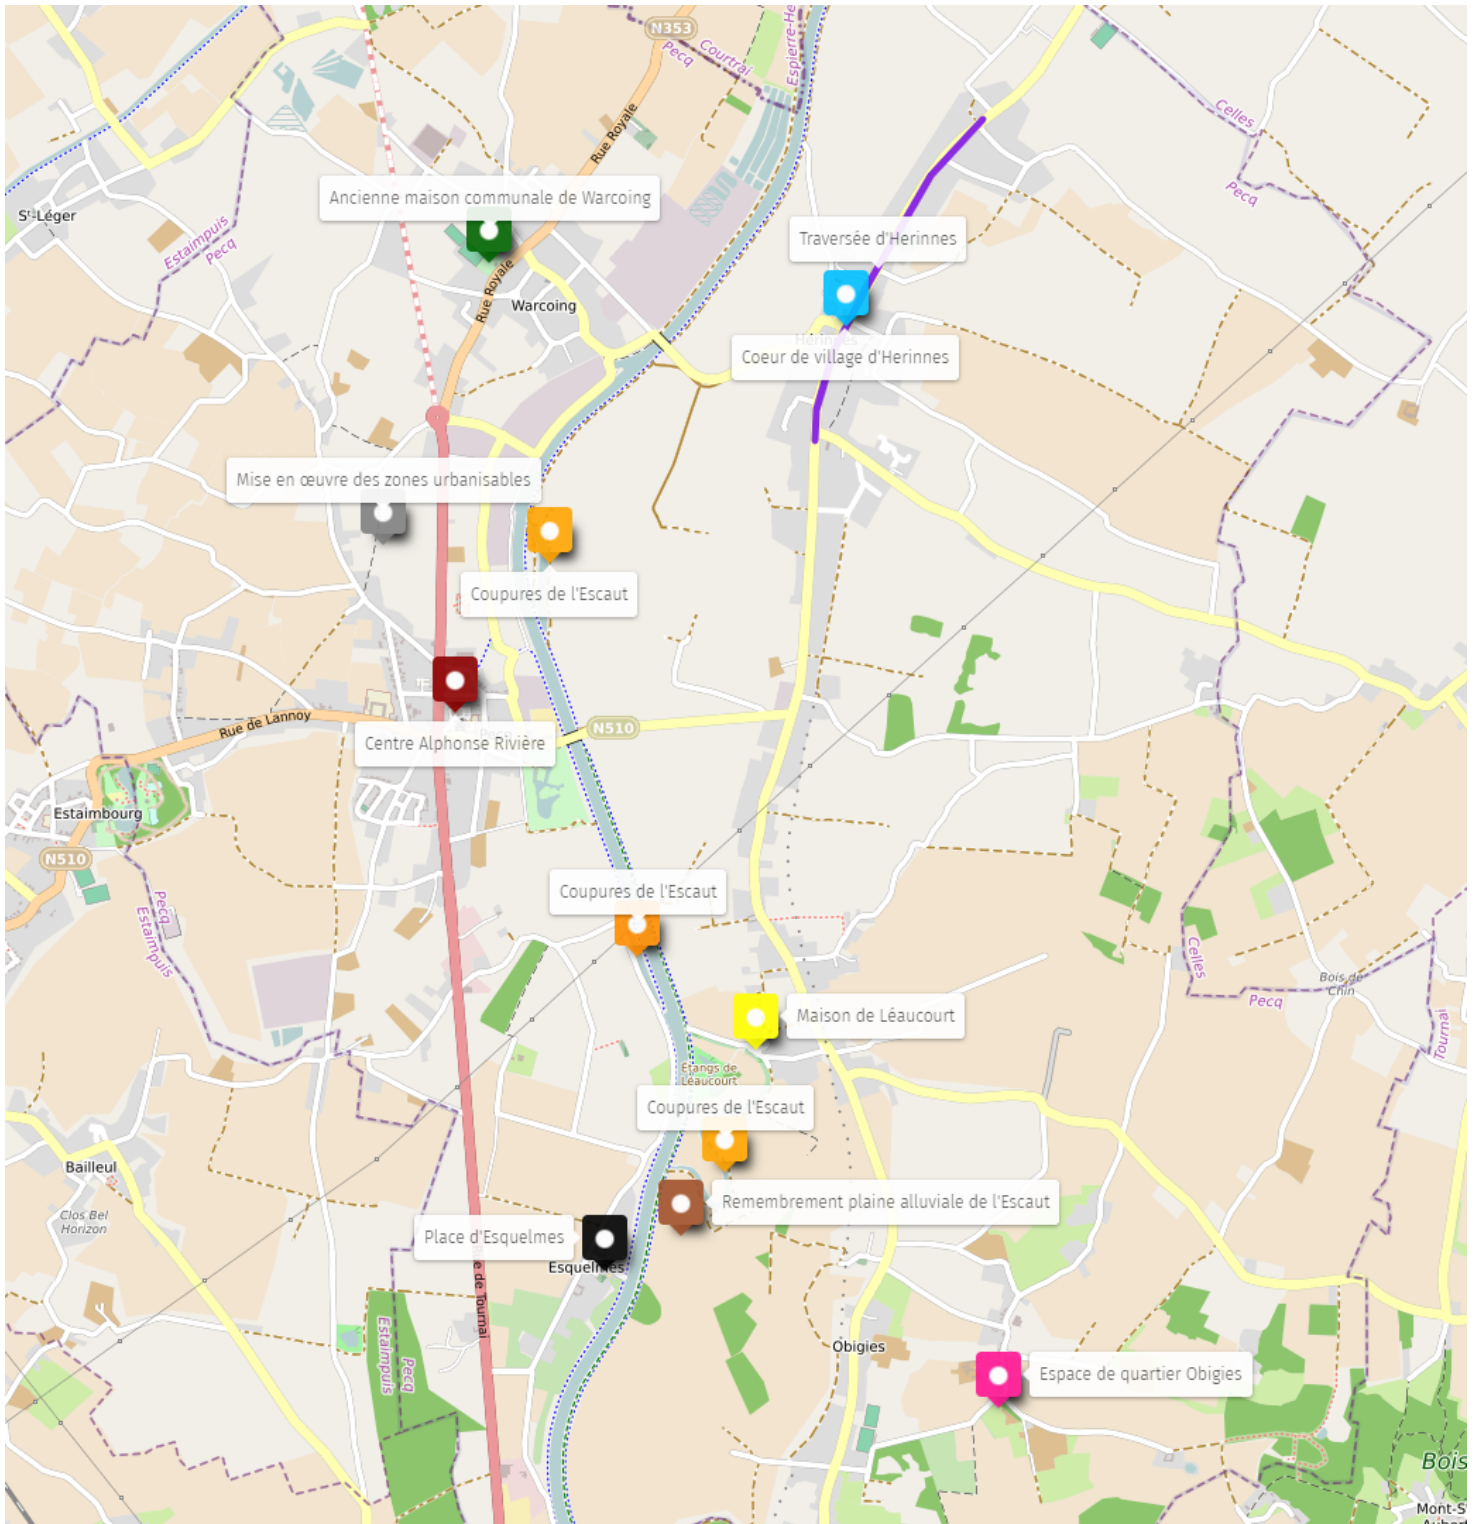 N353
Courtrai
Pecq
Espierre-He
Celles
Rue Royale
Pecq
Ancienne maison communale de Warcoing
St-Léger
Estaimpuis
Pecq
Traversée d'Herinnes
Rue Royale
Warcoing
Hérinnes
Coeur de village d'Herinnes
Mise en œuvre des zones urbanisables
Coupures de l'Escaut
Rue de Lannoy
N510
Centre Alphonse Rivière
Estaimbourg
N510
Coupures de l'Escaut
Pecq
Estaimpuis
Celles
Bois de
Chin
Pecq
Maison de Léaucourt
Tournai
Étangs de
Léaucourt
Coupures de l'Escaut
Bailleul
Remembrement plaine alluviale de l'Escaut
Clos Bel
Horizon
Place d'Esquelmes
Esquelmes
e de Tournai
Estaimpuis
Pecq
Obigies
Espace de quartier Obigies
Bois
Mont-S